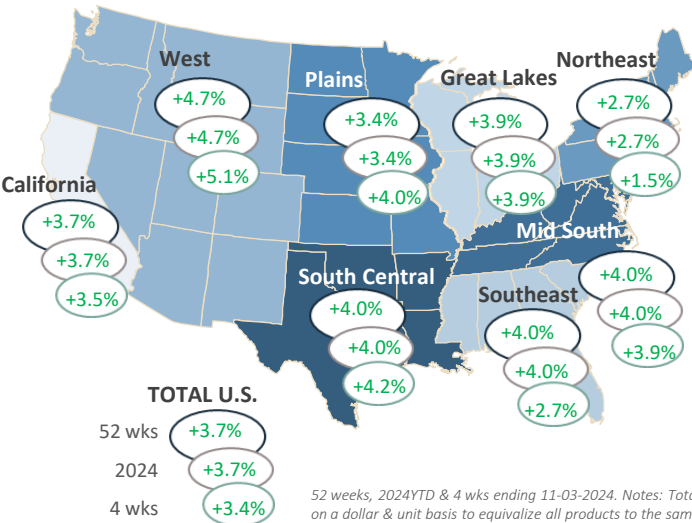 West
+4.7%
+4.7%
+5.1%
Plains
+3.4%
+3.4%
+4.0%
Great Lakes
+3.9%
+3.9%
+3.9%
Northeast
+2.7%
+2.7%
+1.5%
California
+3.7%
+3.7%
+3.5%
South Central
+4.0%
+4.0%
+4.2%
Southeast
+4.0%
+4.0%
+2.7%
Mid South
+4.0%
+4.0%
+3.9%
TOTAL U.S.
52 wks
+3.7%
2024
+3.7%
4 wks
+3.4%
52 weeks, 2024YTD & 4 wks ending 11-03-2024. Notes: Tota
on a dollar & unit basis to equivalize all products to the sam